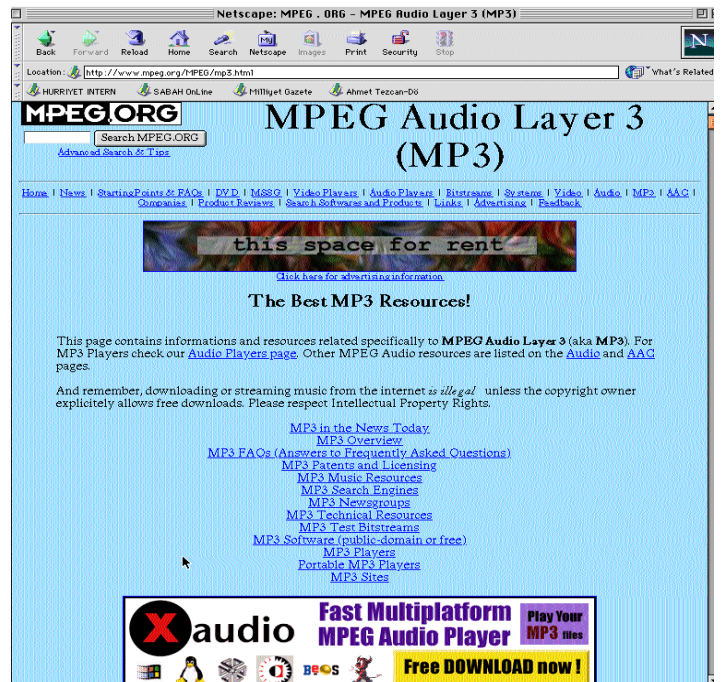 Netscape: MPEG . ORG – MPEG Audio Layer 3 (MP3)
Back Forward Reload Home Search Netscape Images Print Security Stop
N
Location: http://www.mpeg.org/MPEG/mp3.html What's Related
HURRIYET INTERN SABAH OnLine Milliyet Gazete Ahmet Tezcan-Dö
MPEG.ORG
Search MPEG.ORG
Advanced Search & Tips
MPEG Audio Layer 3
(MP3)
Home | News | Starting Points & FAQs | DVD | MSSG | Video Players | Audio Players | Bitstreams | Systems | Video | Audio | MP3 | AAC |
Companies | Product Reviews | Search Softwares and Products | Links | Advertising | Feedback
this space for rent
Click here for advertising information
The Best MP3 Resources!
This page contains informations and resources related specifically to MPEG Audio Layer 3 (aka MP3). For
MP3 Players check our Audio Players page. Other MPEG Audio resources are listed on the Audio and AAC
pages.
And remember, downloading or streaming music from the internet is illegal unless the copyright owner
explicitely allows free downloads. Please respect Intellectual Property Rights.
MP3 in the News Today
MP3 Overview
MP3 FAQs (Answers to Frequently Asked Questions)
MP3 Patents and Licensing
MP3 Music Resources
MP3 Search Engines
MP3 Newsgroups
MP3 Technical Resources
MP3 Test Bitstreams
MP3 Software (public-domain or free)
MP3 Players
Portable MP3 Players
MP3 Sites
Xaudio
Fast Multiplatform
MPEG Audio Player
Play Your
MP3 files
BeOS
Free DOWNLOAD now !